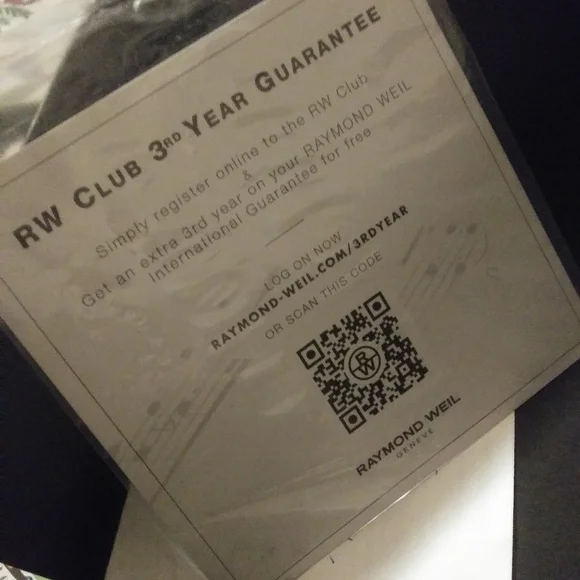 RW CLUB 3RD YEAR GUARANTEE
Simply register online to the RW Club
&
Get an extra 3rd year on your RAYMOND WEIL
International Guarantee for free
LOG ON NOW
RAYMOND-WEIL.COM/3RDYEAR
OR SCAN THIS CODE
RW
RAYMOND WEIL
GENEVE